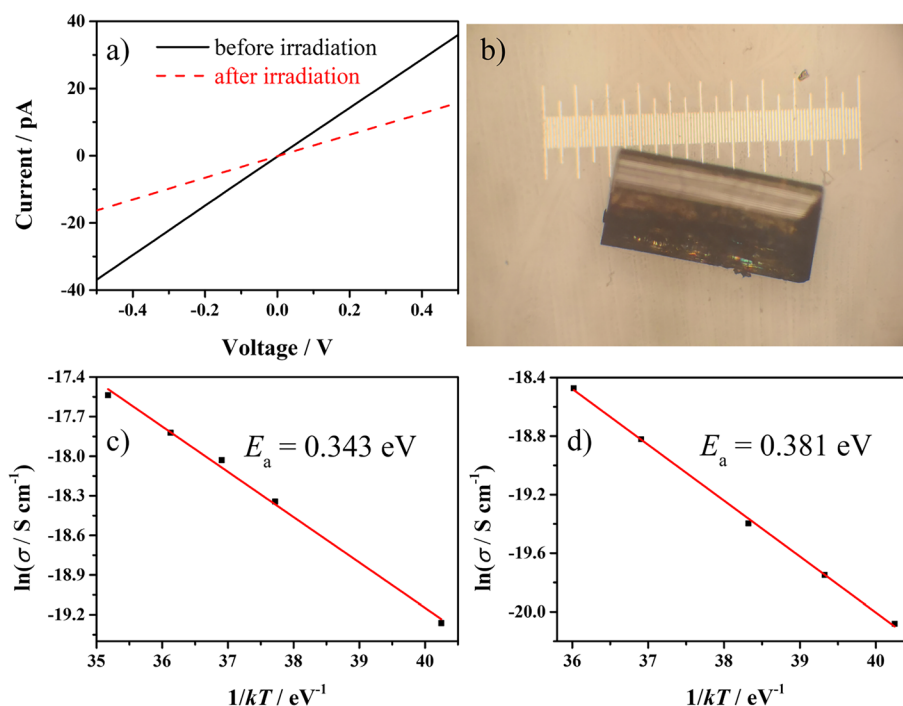 a)
before irradiation
after irradiation
Current / pA
40
20
0
-20
-40
-0.4
-0.2
0.0
0.2
0.4
Voltage / V
b)
c)
Eₐ = 0.343 eV
ln(σ / S cm⁻¹)
-17.4
-17.7
-18.0
-18.3
-18.6
-18.9
-19.2
35
36
37
38
39
40
1/kT / eV⁻¹
d)
Eₐ = 0.381 eV
ln(σ / S cm⁻¹)
-18.4
-18.8
-19.2
-19.6
-20.0
36
37
38
39
40
1/kT / eV⁻¹